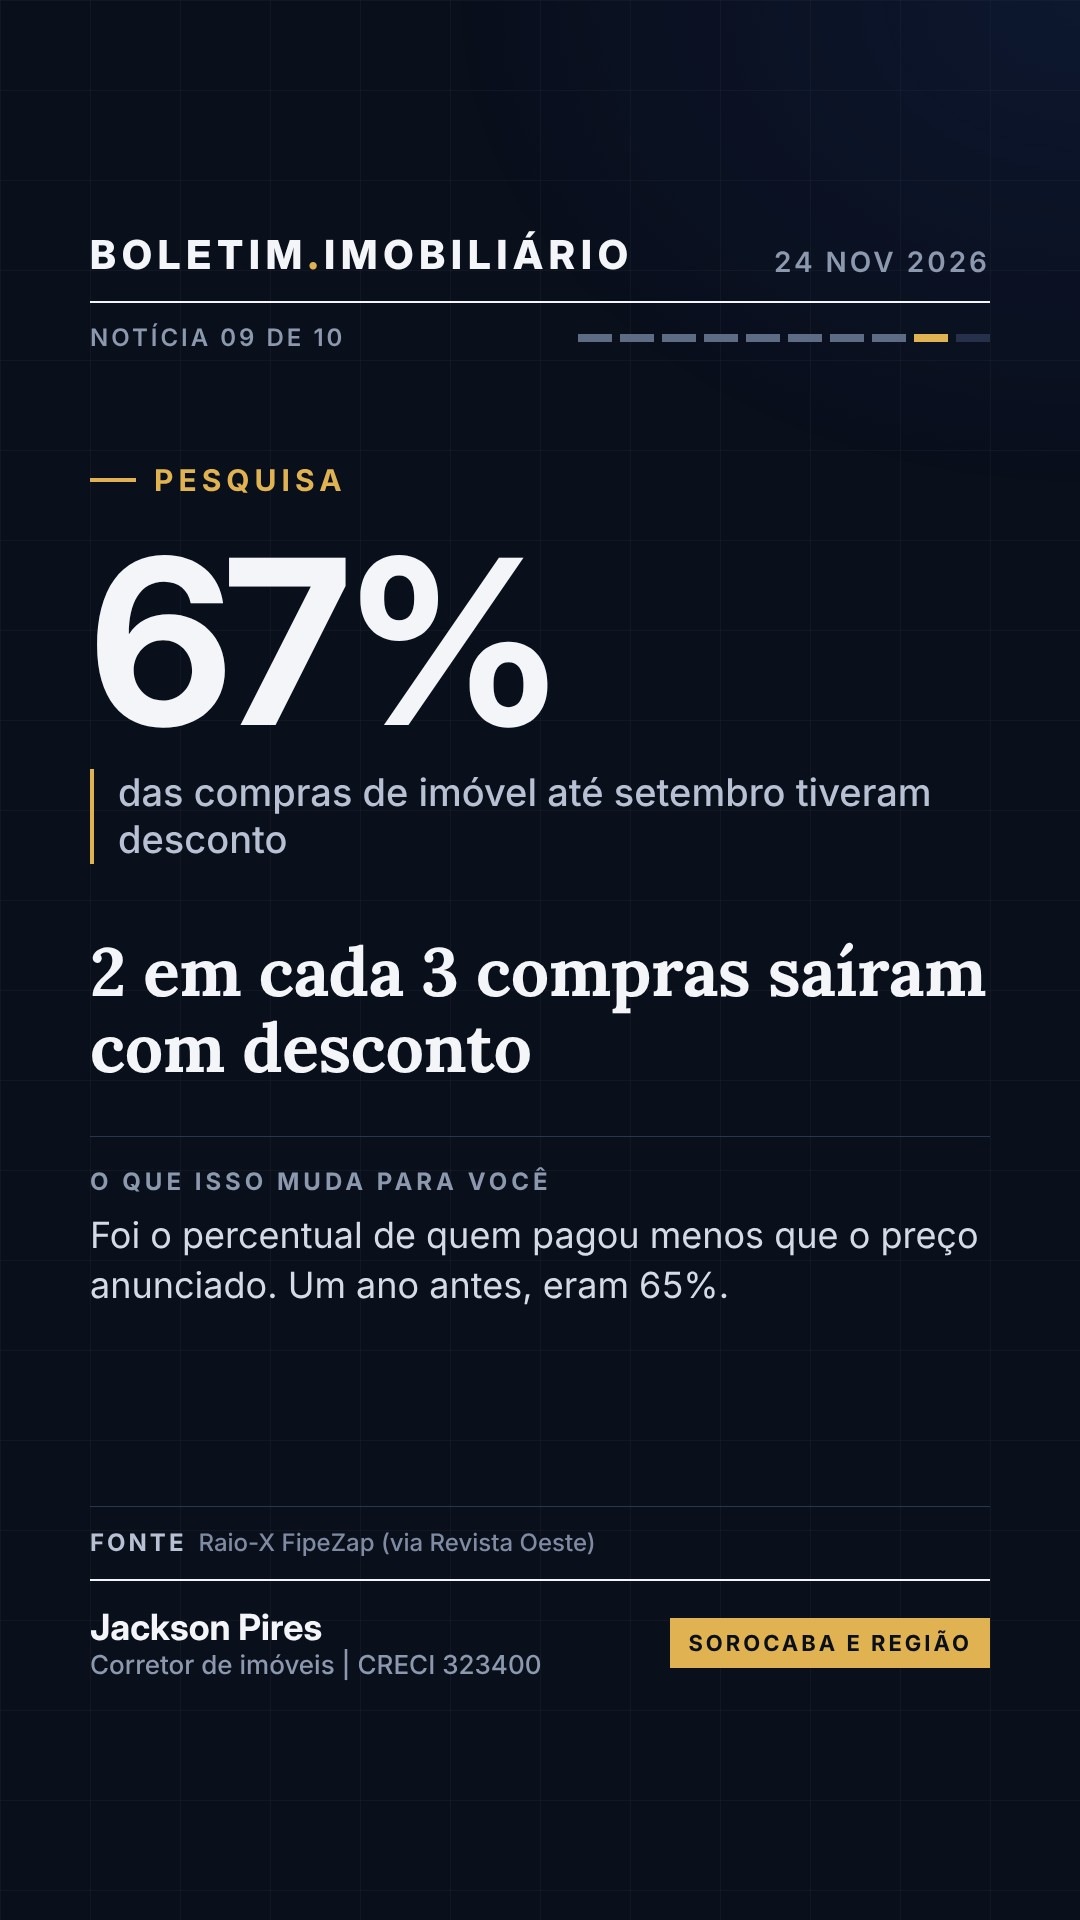 BOLETIM.IMOBILIÁRIO
24 NOV 2026
NOTÍCIA 09 DE 10
PESQUISA
67%
das compras de imóvel até setembro tiveram
desconto
2 em cada 3 compras saíram
com desconto
O QUE ISSO MUDA PARA VOCÊ
Foi o percentual de quem pagou menos que o preço
anunciado. Um ano antes, eram 65%.
FONTE Raio-X FipeZap (via Revista Oeste)
Jackson Pires
Corretor de imóveis | CRECI 323400
SOROCABA E REGIÃO